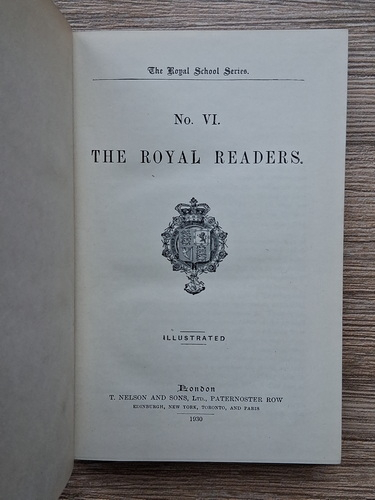 The Royal School Series.
No. VI.
THE ROYAL READERS.
ILLUSTRATED
London
T. NELSON AND SONS, LTD., PATERNOSTER ROW
EDINBURGH, NEW YORK, TORONTO, AND PARIS
1930